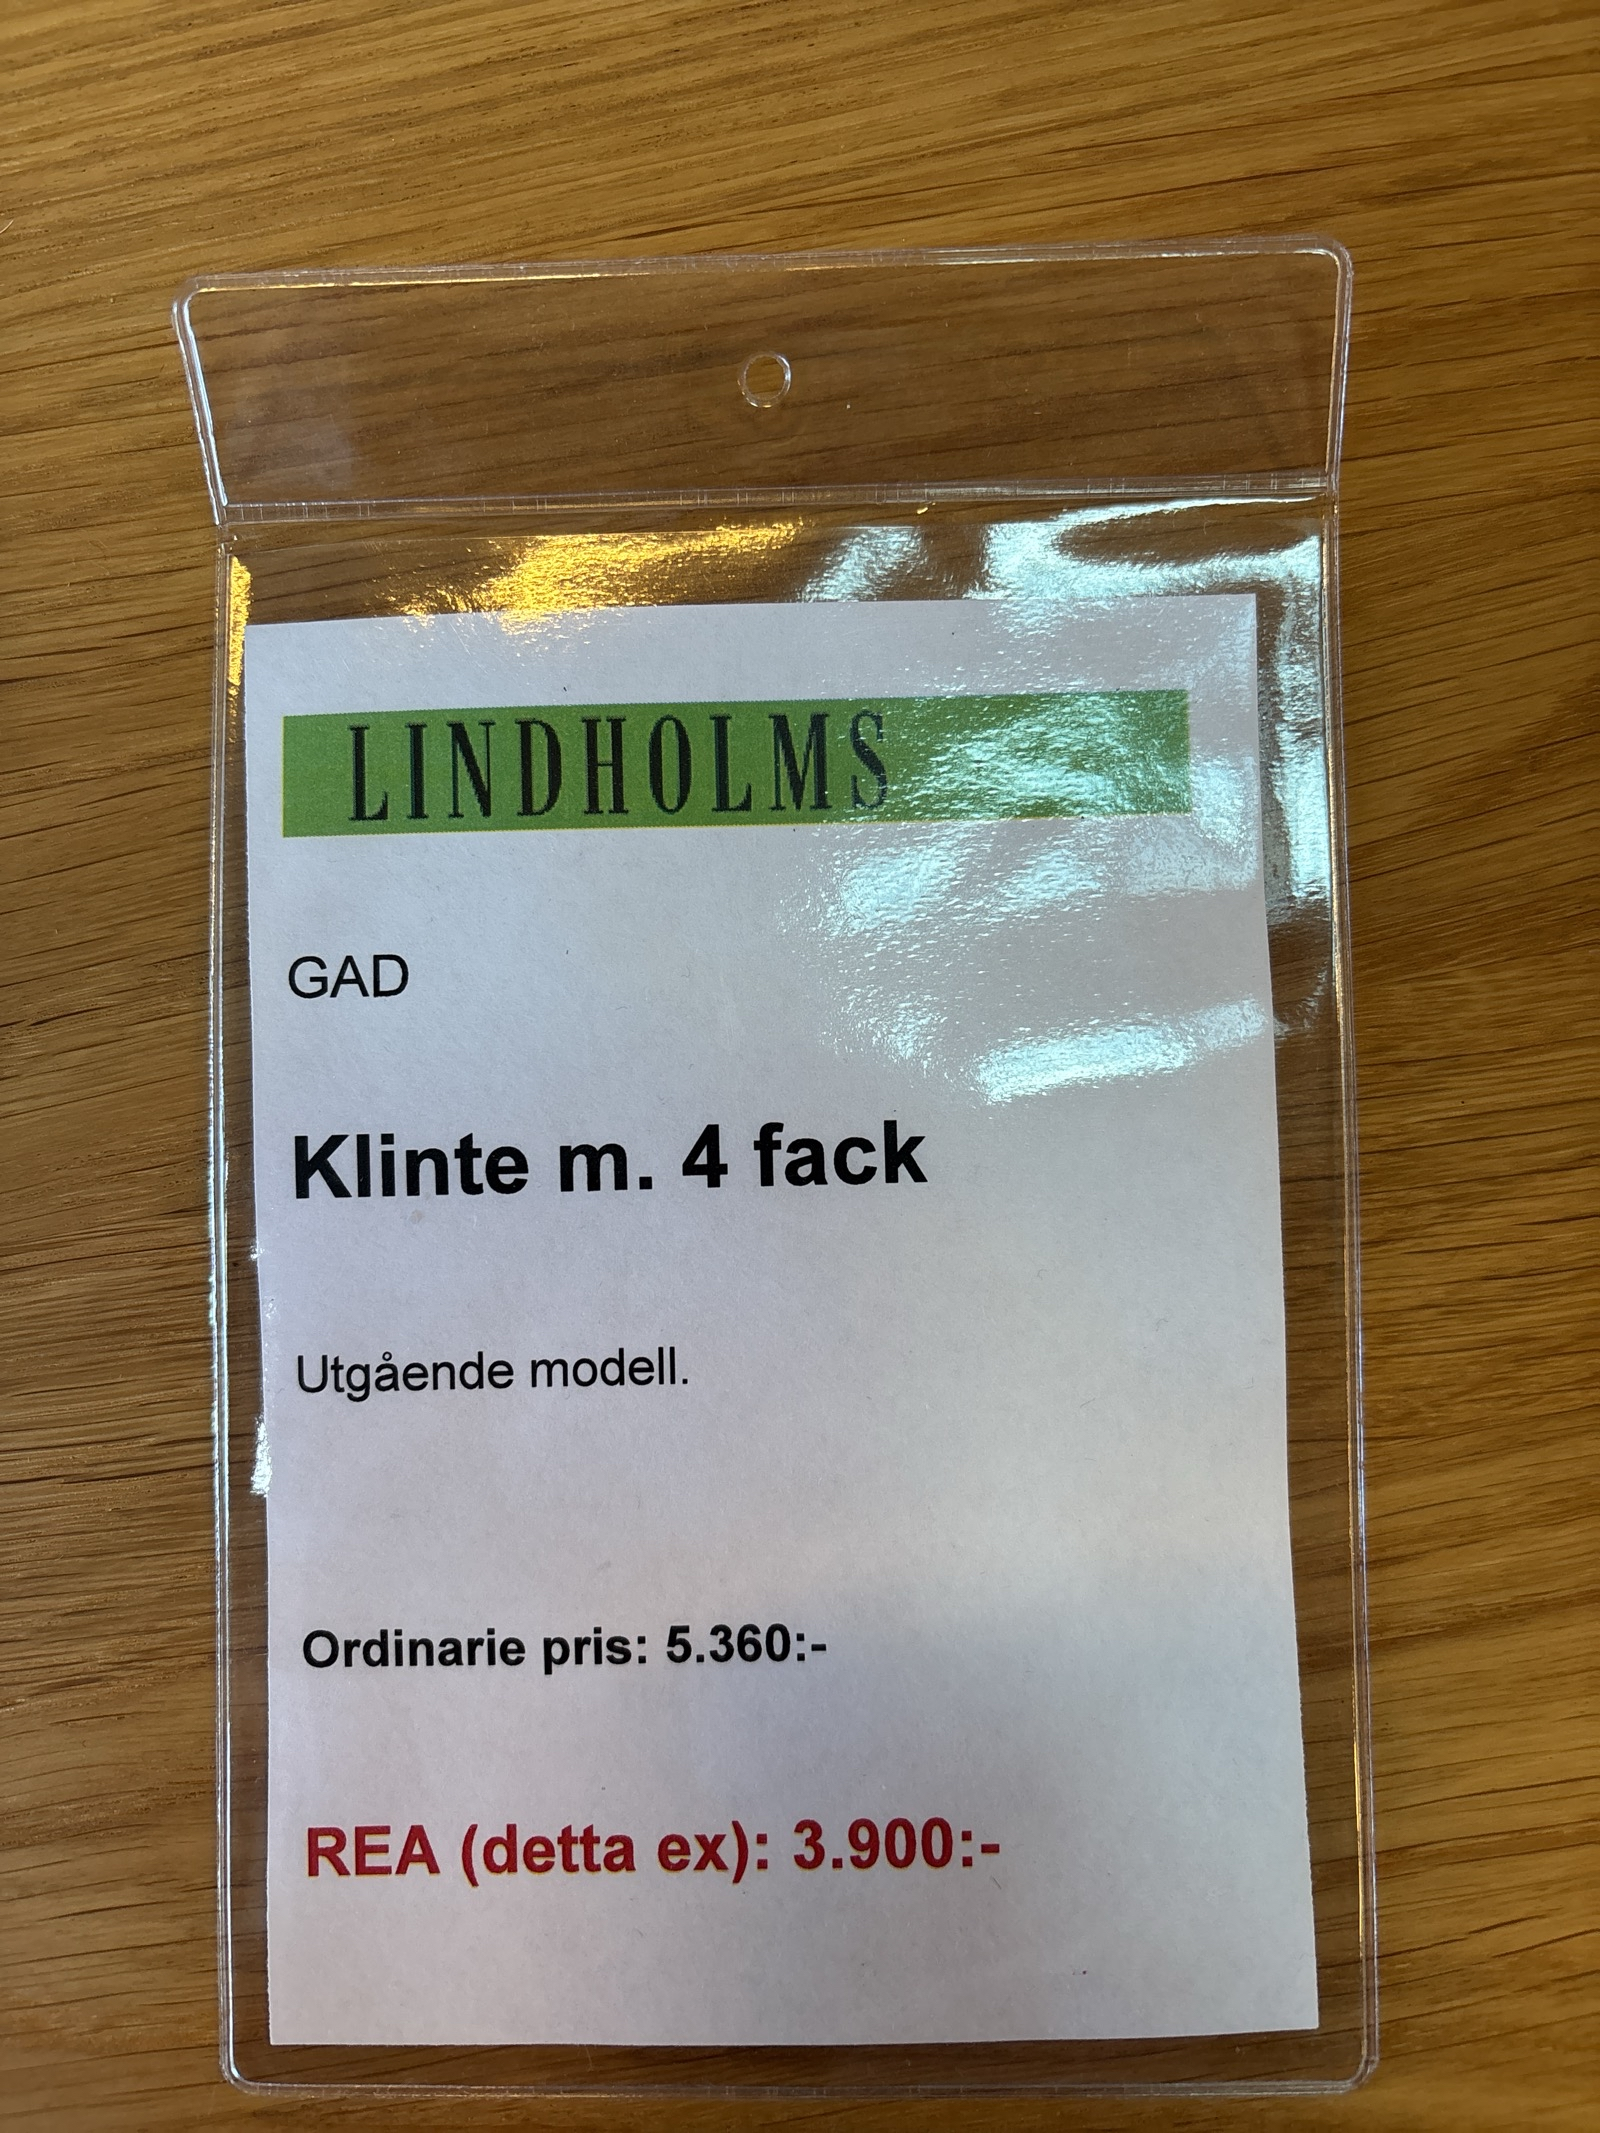 LINDHOLMS
GAD
Klinte m. 4 fack
Utgående modell.
Ordinarie pris: 5.360:-
REA (detta ex): 3.900:-